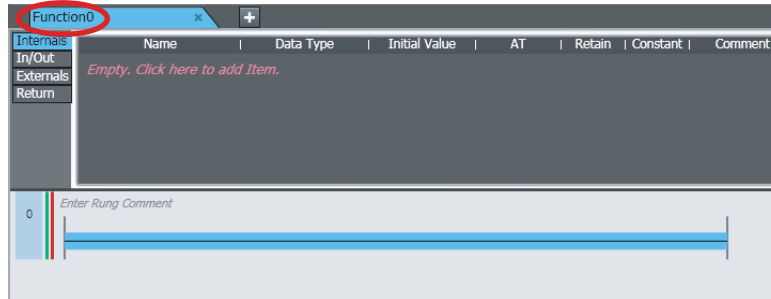 Function0 × +
Internals Name | Data Type | Initial Value | AT | Retain | Constant | Comment
In/Out
Externals Empty. Click here to add Item.
Return
Enter Rung Comment
0